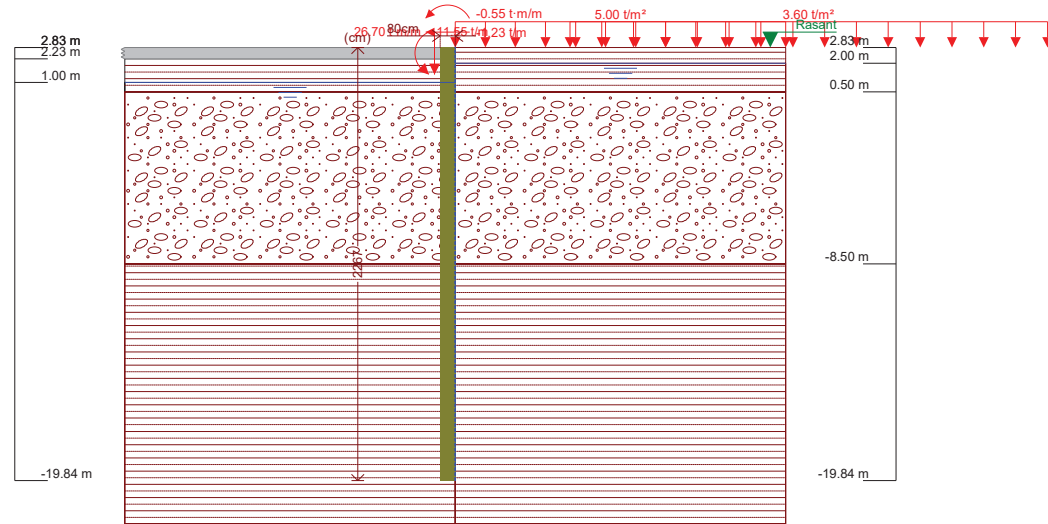 -0.55 t·m/m
5.00 t/m²
3.60 t/m²
80cm
(cm)
Rasant
2.83 m
2.23 m
1.00 m
2.83 m
2.00 m
0.50 m
-8.50 m
2267
-19.84 m
-19.84 m